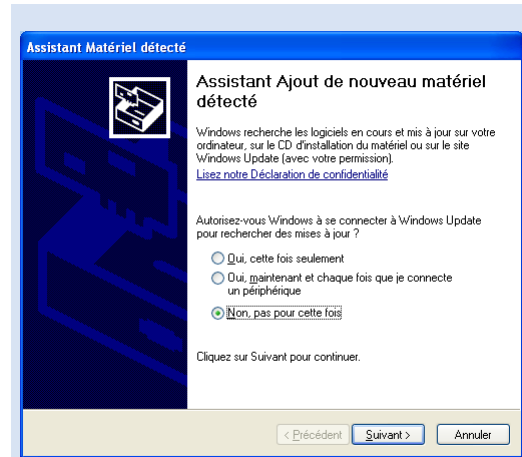 Assistant Matériel détecté
Assistant Ajout de nouveau matériel
détecté
Windows recherche les logiciels en cours et mis à jour sur votre
ordinateur, sur le CD d'installation du matériel ou sur le site
Windows Update (avec votre permission).
Lisez notre Déclaration de confidentialité
Autorisez-vous Windows à se connecter à Windows Update
pour rechercher des mises à jour ?
Oui, cette fois seulement
Oui, maintenant et chaque fois que je connecte
un périphérique
Non, pas pour cette fois
Cliquez sur Suivant pour continuer.
< Précédent
Suivant >
Annuler